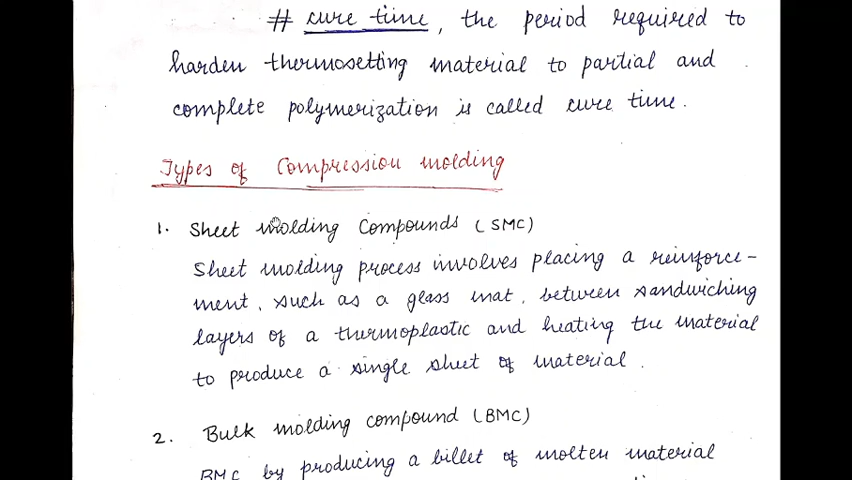 # cure time, the period required to
harden thermosetting material to partial and
complete polymerization is called cure time.
Types of Compression molding
1. Sheet molding Compounds (SMC)
Sheet molding process involves placing a reinforce-
ment, such as a glass mat, between sandwiching
layers of a thermoplastic and heating the material
to produce a single sheet of material.
2. Bulk molding compound (BMC)
BMC by producing a billet of molten material